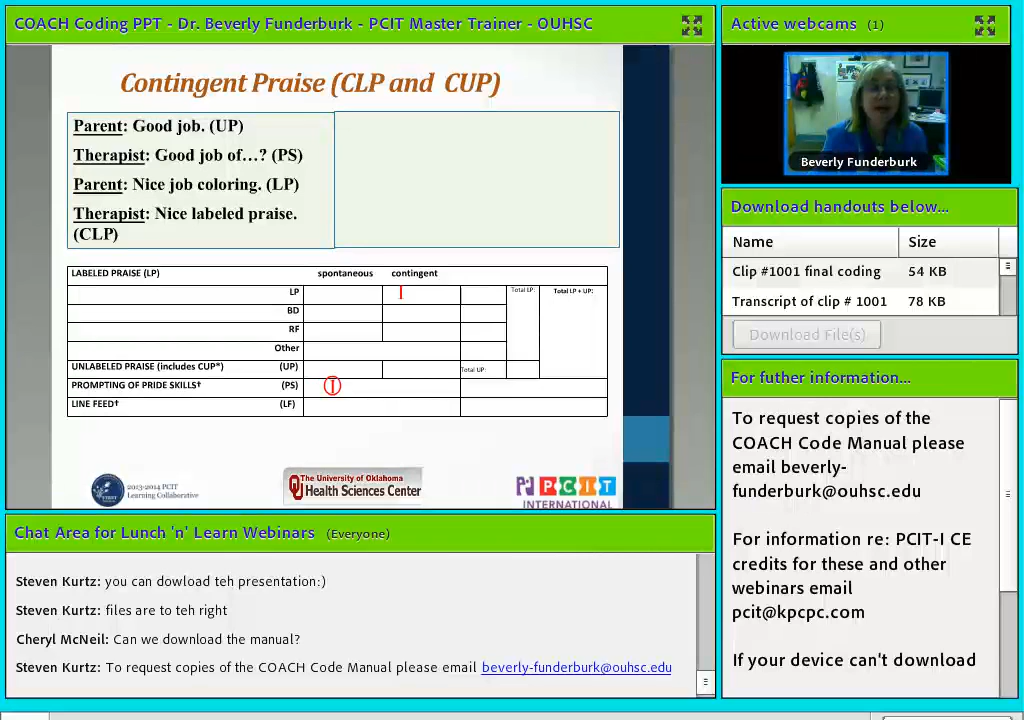 COACH Coding PPT - Dr. Beverly Funderburk - PCIT Master Trainer - OUHSC
Contingent Praise (CLP and CUP)
Parent: Good job. (UP)
Therapist: Good job of…? (PS)
Parent: Nice job coloring. (LP)
Therapist: Nice labeled praise.
(CLP)
LABELED PRAISE (LP) spontaneous contingent
LP I Total LP: Total LP + UP:
BD
RF
Other
UNLABELED PRAISE (includes CUP*) (UP) Total UP:
PROMPTING OF PRIDE SKILLS† (PS) I
LINE FEED† (LF)
2013-2014 PCIT
Learning Collaborative
The University of Oklahoma
Health Sciences Center
PCIT
INTERNATIONAL
Chat Area for Lunch 'n' Learn Webinars (Everyone)
Steven Kurtz: you can dowload teh presentation:)
Steven Kurtz: files are to teh right
Cheryl McNeil: Can we download the manual?
Steven Kurtz: To request copies of the COACH Code Manual please email beverly-funderburk@ouhsc.edu
Active webcams (1)
Beverly Funderburk
Download handouts below...
Name Size
Clip #1001 final coding 54 KB
Transcript of clip # 1001 78 KB
Download File(s)
For futher information...
To request copies of the
COACH Code Manual please
email beverly-
funderburk@ouhsc.edu
For information re: PCIT-I CE
credits for these and other
webinars email
pcit@kpcpc.com
If your device can't download